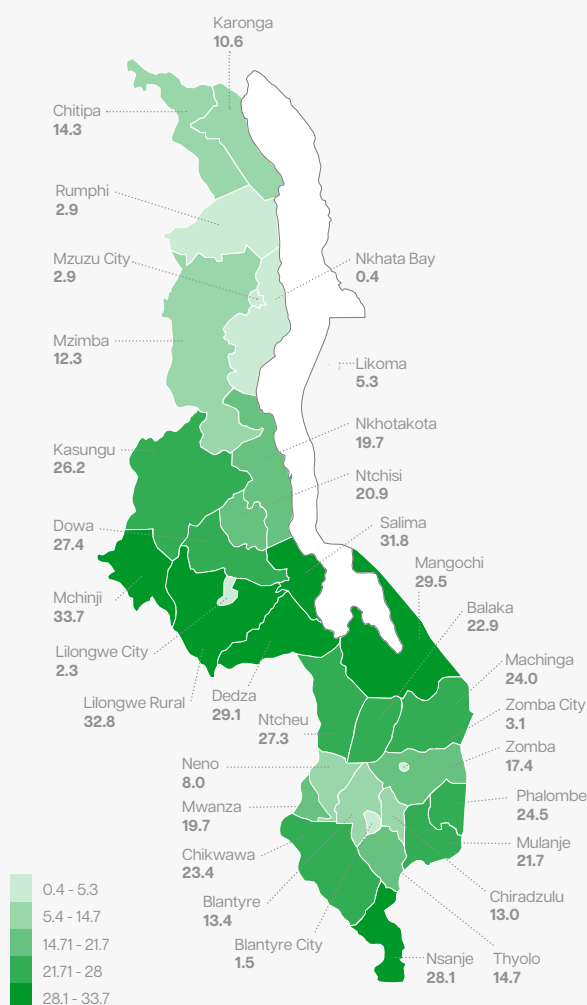 Karonga
10.6
Chitipa
14.3
Rumphi
2.9
Mzuzu City
2.9
Nkhata Bay
0.4
Mzimba
12.3
Likoma
5.3
Nkhotakota
19.7
Kasungu
26.2
Ntchisi
20.9
Dowa
27.4
Salima
31.8
Mangochi
29.5
Mchinji
33.7
Balaka
22.9
Lilongwe City
2.3
Machinga
24.0
Lilongwe Rural
32.8
Dedza
29.1
Zomba City
3.1
Ntcheu
27.3
Zomba
17.4
Neno
8.0
Phalombe
24.5
Mwanza
19.7
Mulanje
21.7
Chikwawa
23.4
Chiradzulu
13.0
Blantyre
13.4
Blantyre City
1.5
Nsanje
28.1
Thyolo
14.7
0.4 - 5.3
5.4 - 14.7
14.71 - 21.7
21.71 - 28
28.1 - 33.7